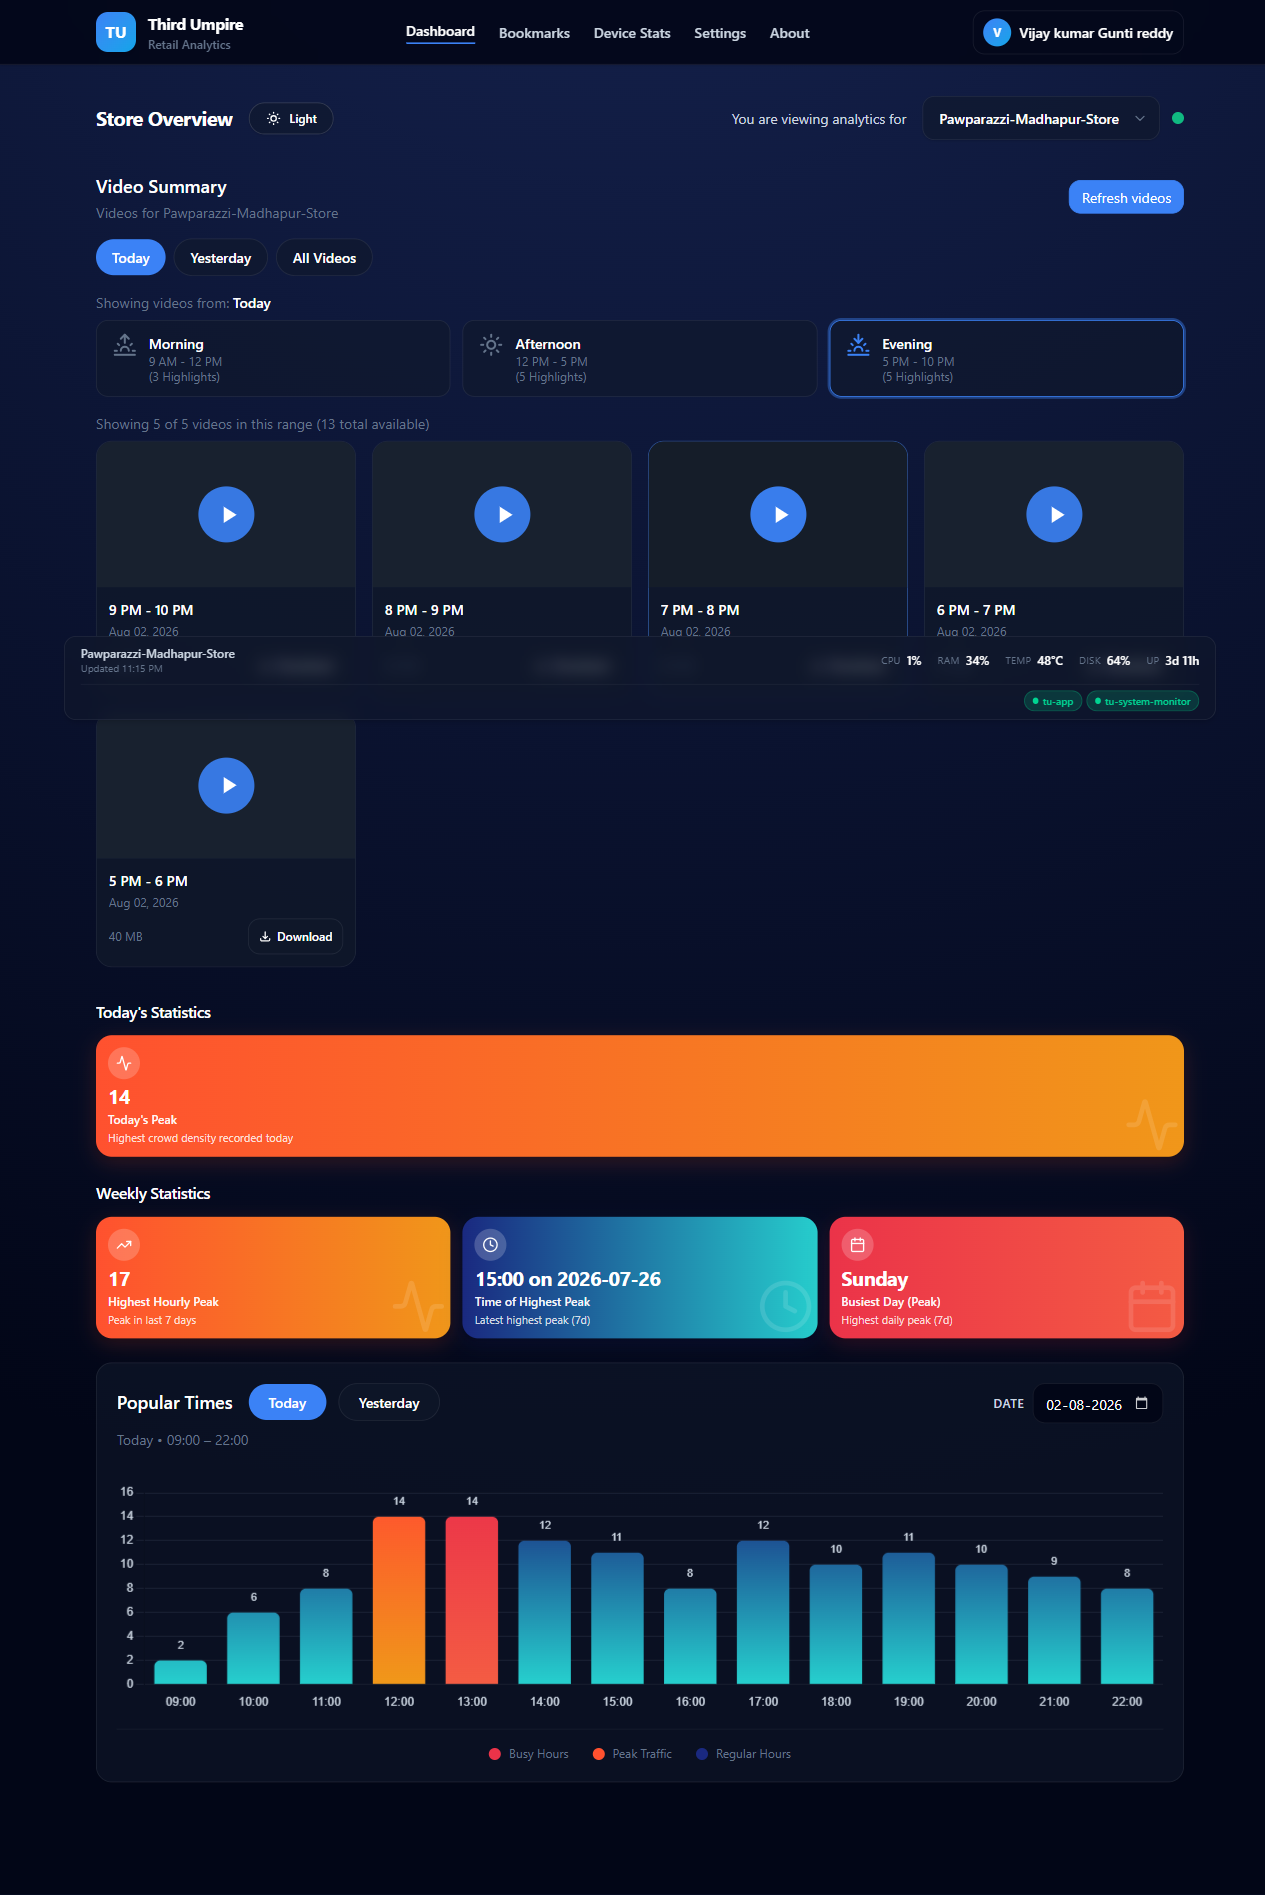 TU
Third Umpire
Retail Analytics
Dashboard
Bookmarks
Device Stats
Settings
About
V
Vijay kumar Gunti reddy
Store Overview
Light
You are viewing analytics for
Pawparazzi-Madhapur-Store
Video Summary
Videos for Pawparazzi-Madhapur-Store
Refresh videos
Today
Yesterday
All Videos
Showing videos from: Today
Morning
9 AM - 12 PM
(3 Highlights)
Afternoon
12 PM - 5 PM
(5 Highlights)
Evening
5 PM - 10 PM
(5 Highlights)
Showing 5 of 5 videos in this range (13 total available)
9 PM - 10 PM
Aug 02, 2026
8 PM - 9 PM
Aug 02, 2026
7 PM - 8 PM
Aug 02, 2026
6 PM - 7 PM
Aug 02, 2026
Pawparazzi-Madhapur-Store
Updated 11:15 PM
CPU 1%
RAM 34%
TEMP 48°C
DISK 64%
UP 3d 11h
tu-app
tu-system-monitor
5 PM - 6 PM
Aug 02, 2026
40 MB
Download
Today's Statistics
14
Today's Peak
Highest crowd density recorded today
Weekly Statistics
17
Highest Hourly Peak
Peak in last 7 days
15:00 on 2026-07-26
Time of Highest Peak
Latest highest peak (7d)
Sunday
Busiest Day (Peak)
Highest daily peak (7d)
Popular Times
Today
Yesterday
DATE
02-08-2026
Today • 09:00 – 22:00
16
14
12
10
8
6
4
2
0
2
6
8
14
14
12
11
8
12
10
11
10
9
8
09:00
10:00
11:00
12:00
13:00
14:00
15:00
16:00
17:00
18:00
19:00
20:00
21:00
22:00
Busy Hours
Peak Traffic
Regular Hours